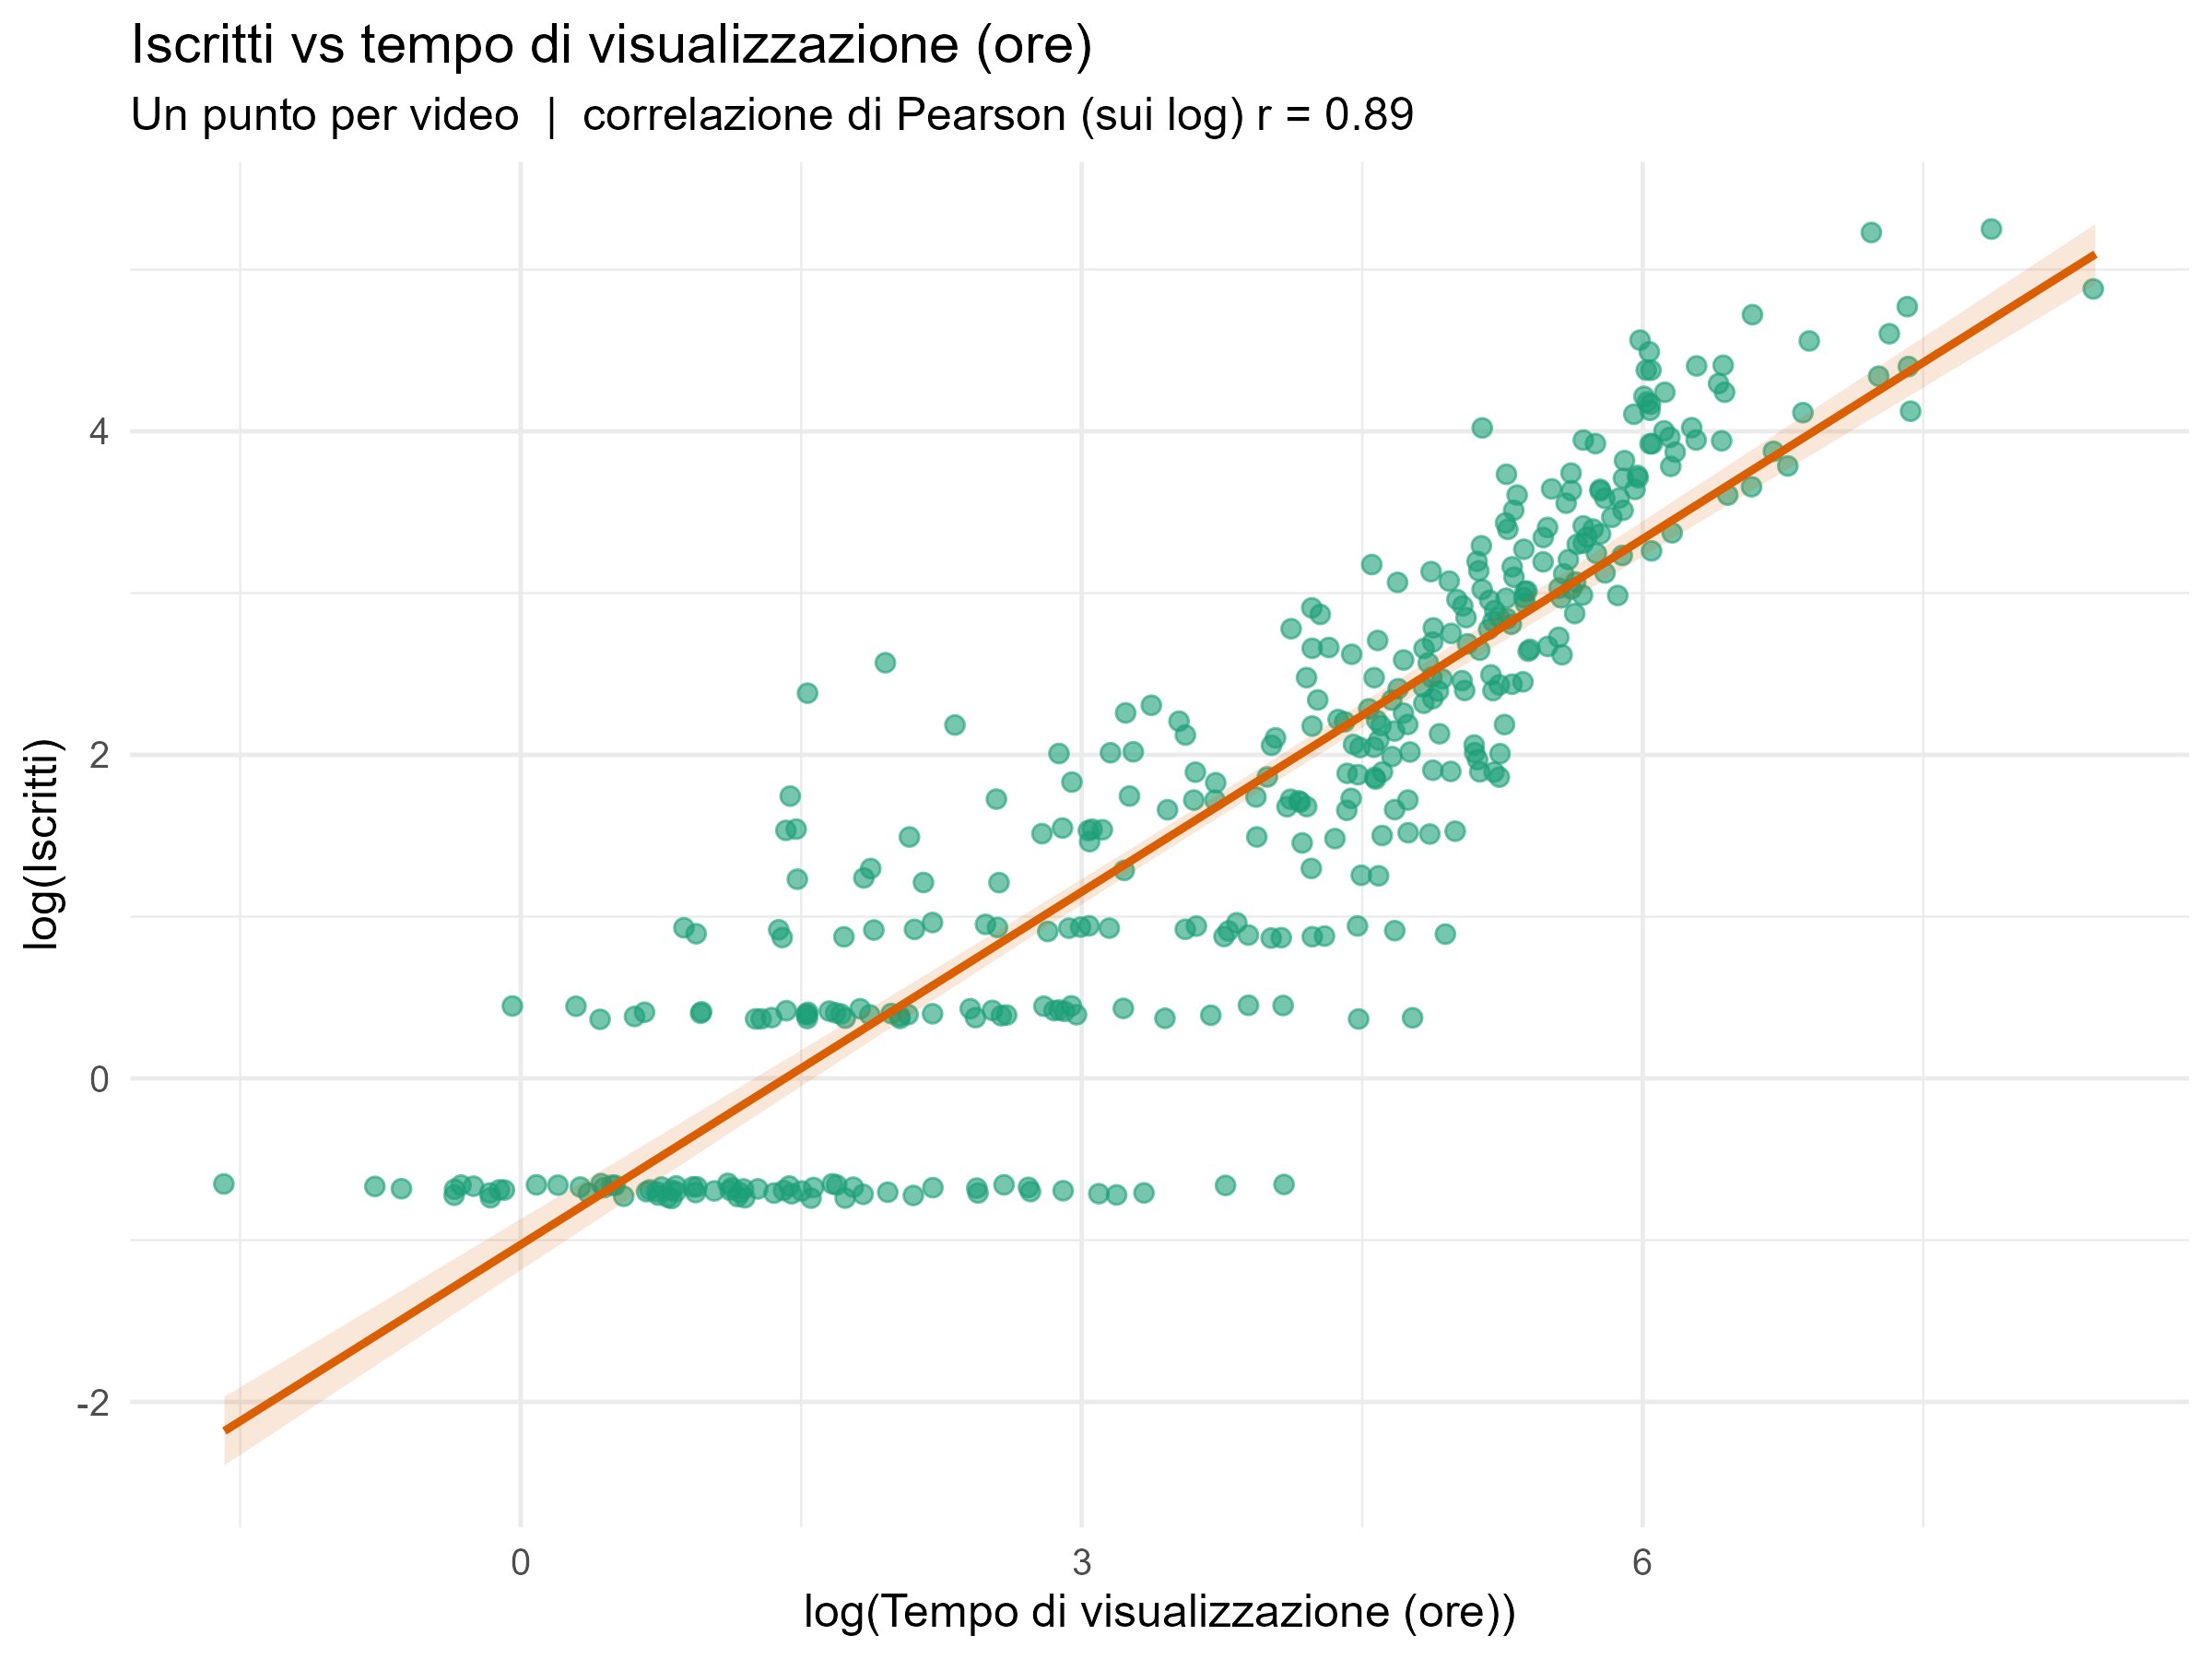 Iscritti vs tempo di visualizzazione (ore)
Un punto per video | correlazione di Pearson (sui log) r = 0.89
log(Iscritti)
4
2
0
-2
0 3 6
log(Tempo di visualizzazione (ore))